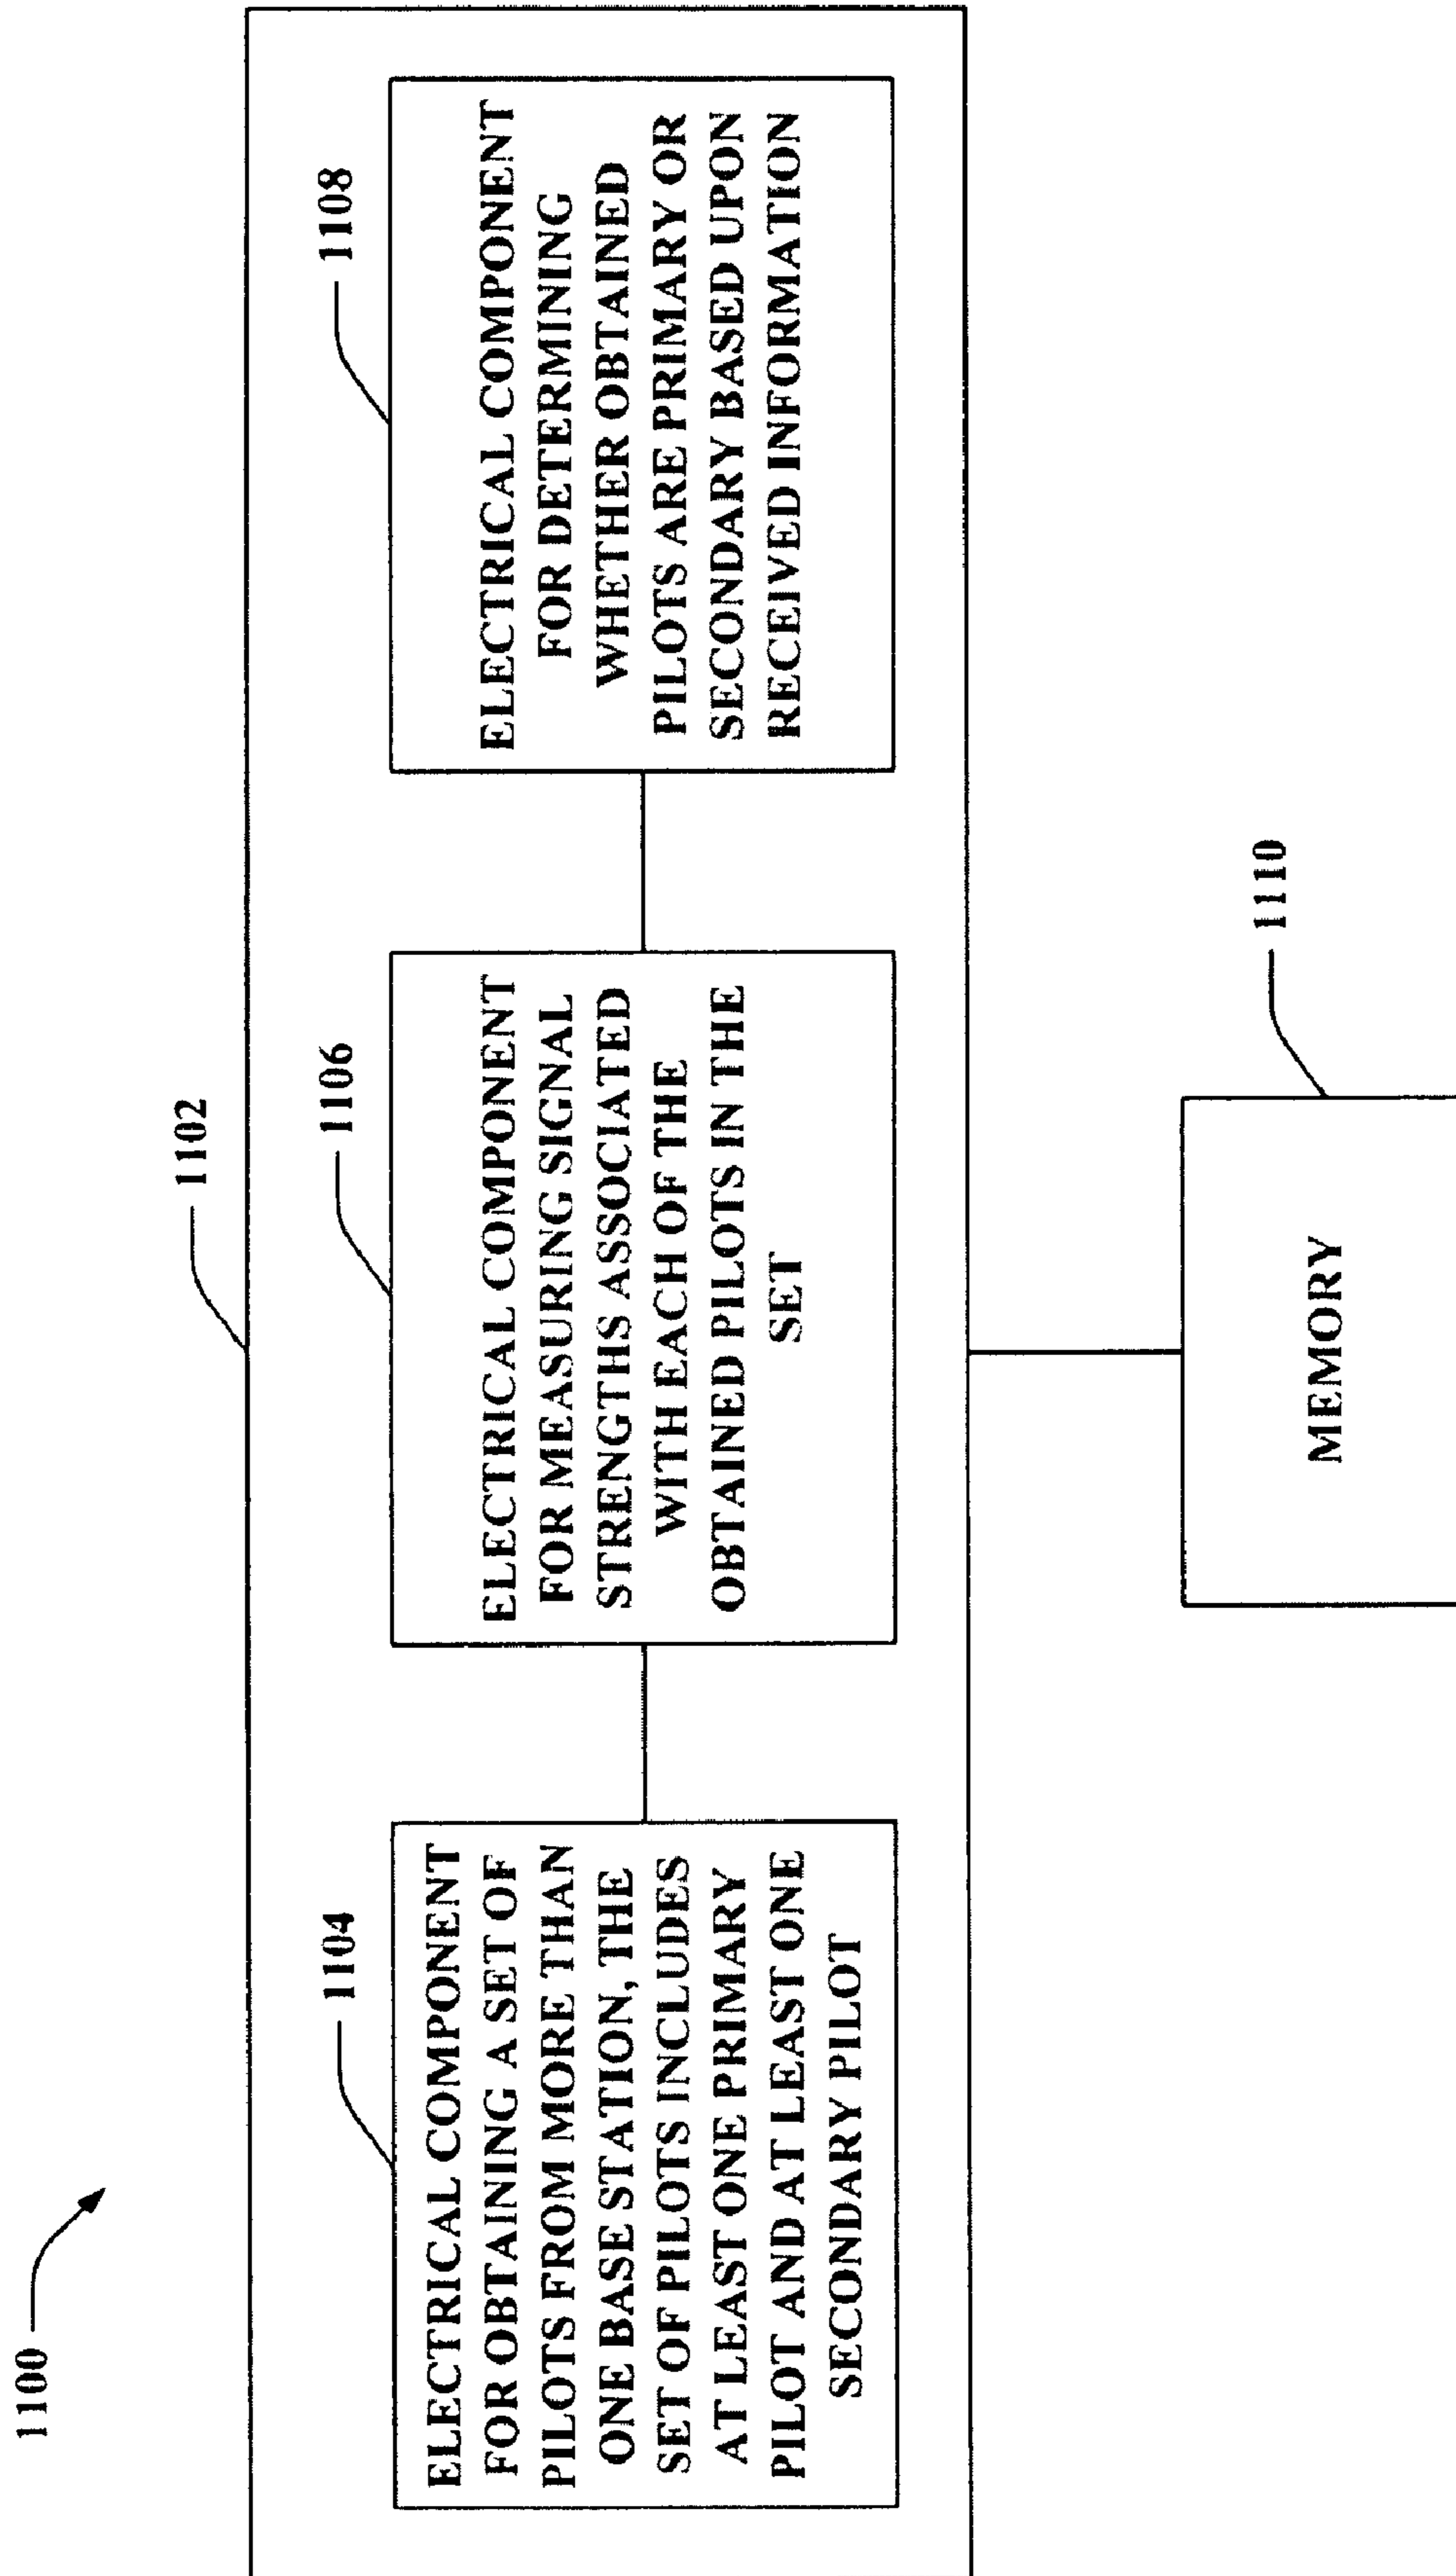 1100
1102
1104
ELECTRICAL COMPONENT
FOR OBTAINING A SET OF
PILOTS FROM MORE THAN
ONE BASE STATION, THE
SET OF PILOTS INCLUDES
AT LEAST ONE PRIMARY
PILOT AND AT LEAST ONE
SECONDARY PILOT
1106
ELECTRICAL COMPONENT
FOR MEASURING SIGNAL
STRENGTHS ASSOCIATED
WITH EACH OF THE
OBTAINED PILOTS IN THE
SET
1108
ELECTRICAL COMPONENT
FOR DETERMINING
WHETHER OBTAINED
PILOTS ARE PRIMARY OR
SECONDARY BASED UPON
RECEIVED INFORMATION
1110
MEMORY